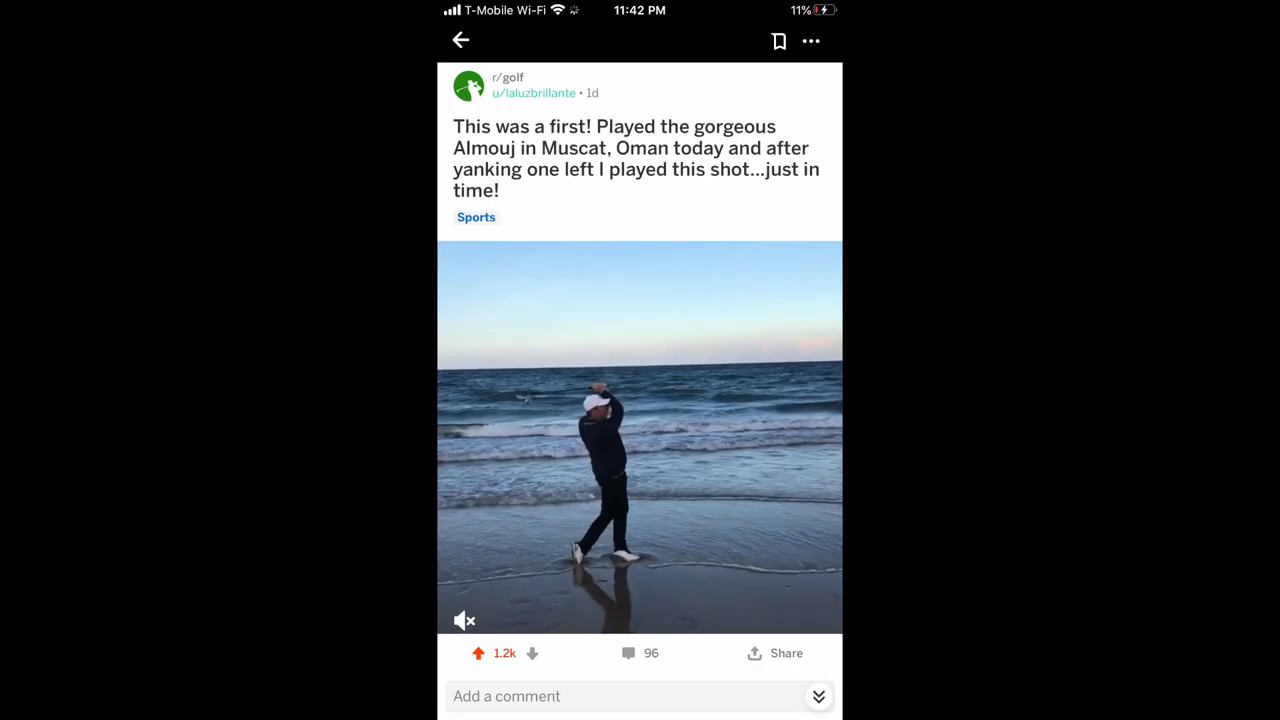 T-Mobile Wi-Fi 11:42 PM 11%
r/golf
u/laluzbrillante • 1d
This was a first! Played the gorgeous
Almouj in Muscat, Oman today and after
yanking one left I played this shot...just in
time!
Sports
1.2k 96 Share
Add a comment